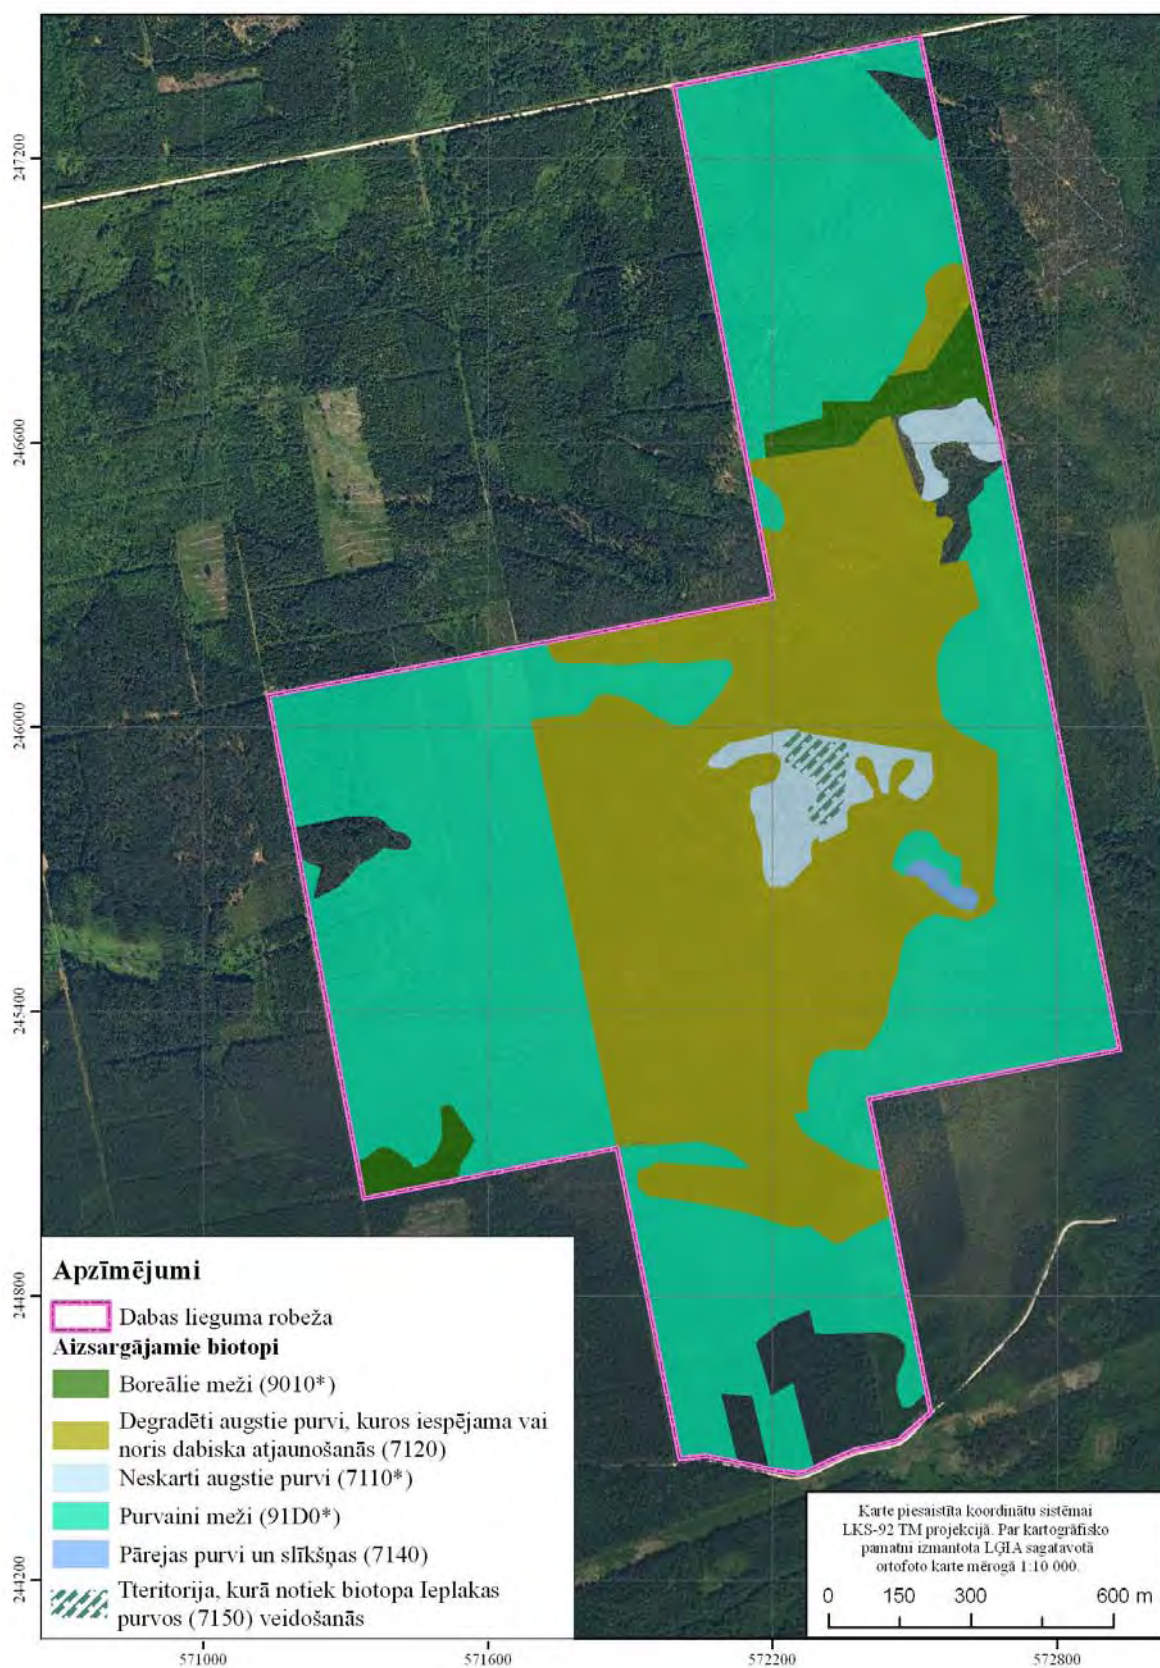 247200
246600
246000
245400
244800
244200
Apzīmējumi
Dabas lieguma robeža
Aizsargājamie biotopi
Boreālie meži (9010*)
Degradēti augstie purvi, kuros iespējama vai
noris dabiska atjaunošanās (7120)
Neskarti augstie purvi (7110*)
Purvaini meži (91D0*)
Pārejas purvi un slīkšņas (7140)
Tteritorija, kurā notiek biotopa Ieplakas
purvos (7150) veidošanās
Karte piesaistīta koordinātu sistēmai
LKS-92 TM projekcijā. Par kartogrāfisko
pamatni izmantota LĢIA sagatavotā
ortofoto karte mērogā 1:10 000.
0 150 300 600 m
571000 571600 572200 572800